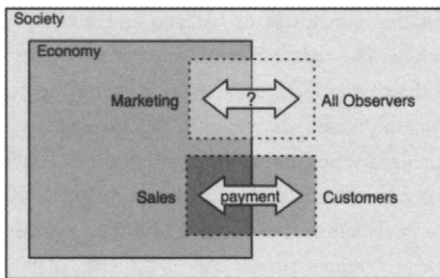 Society
Economy
Marketing ? All Observers
Sales payment Customers